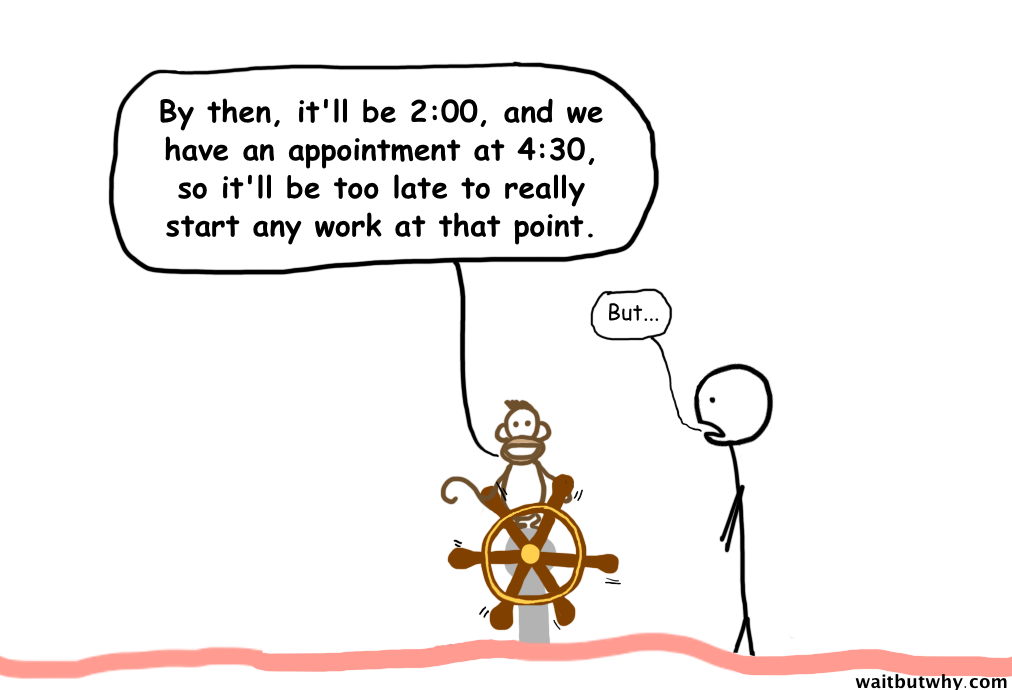 By then, it'll be 2:00, and we
have an appointment at 4:30,
so it'll be too late to really
start any work at that point.
But...
waitbutwhy.com